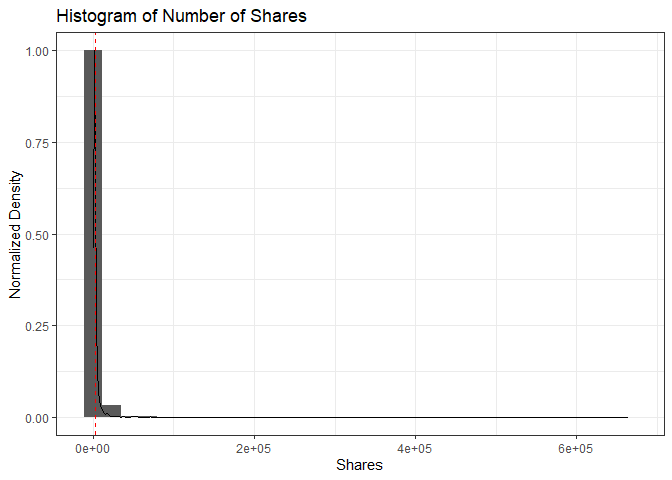 Histogram of Number of Shares
Normalized Density
1.00
0.75
0.50
0.25
0.00
0e+00 2e+05 4e+05 6e+05
Shares